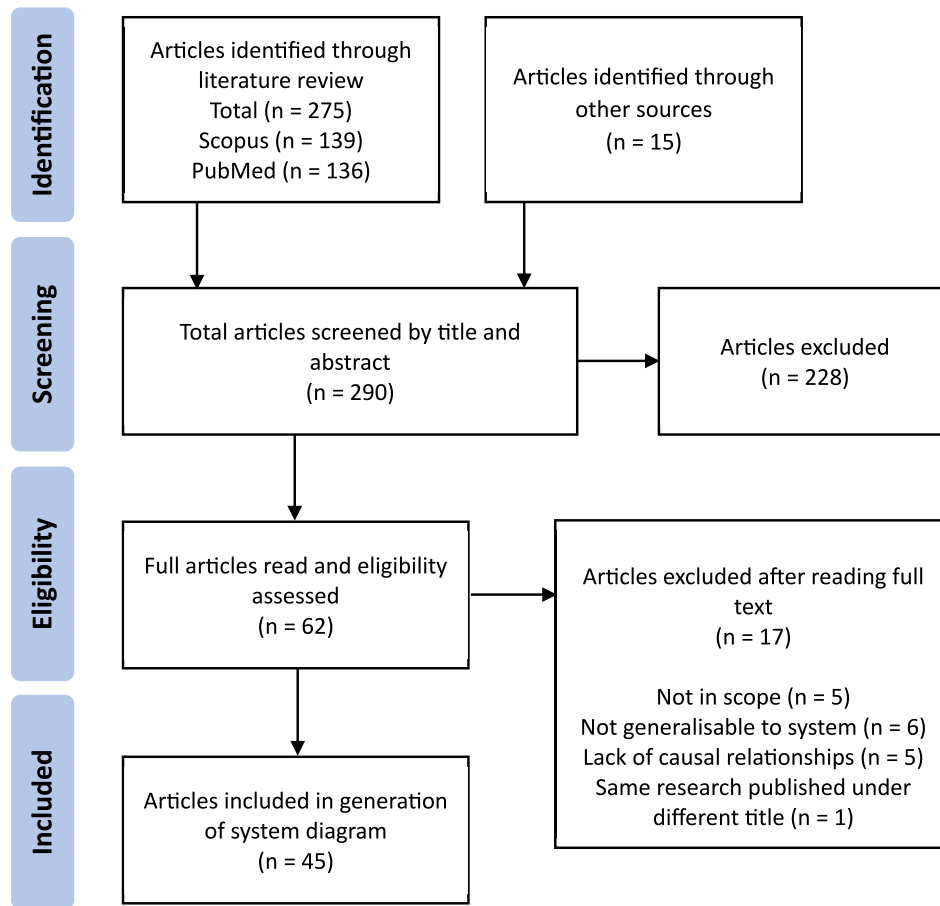 Identification
Articles identified through
literature review
Total (n = 275)
Scopus (n = 139)
PubMed (n = 136)
Articles identified through
other sources
(n = 15)
Screening
Total articles screened by title and
abstract
(n = 290)
Articles excluded
(n = 228)
Eligibility
Full articles read and eligibility
assessed
(n = 62)
Articles excluded after reading full
text
(n = 17)
Not in scope (n = 5)
Not generalisable to system (n = 6)
Lack of causal relationships (n = 5)
Same research published under
different title (n = 1)
Included
Articles included in generation
of system diagram
(n = 45)